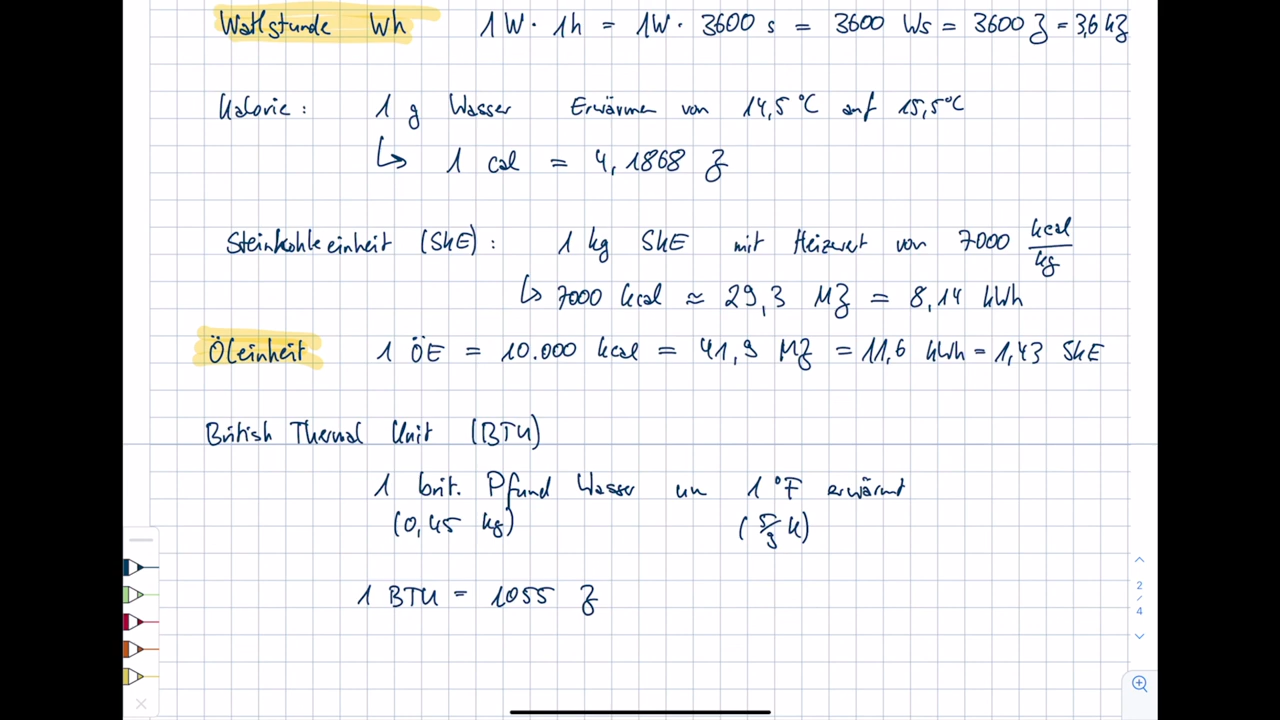 Wattstunde Wh 1 W · 1h = 1W · 3600 s = 3600 Ws = 3600 J = 3,6 kJ
Kalorie: 1 g Wasser Erwärmen von 14,5 °C auf 15,5 °C
↳ 1 cal = 4,1868 J
Steinkohleeinheit (SKE): 1 kg SKE mit Heizwert von 7000 kcal/kg
↳ 7000 kcal ≈ 29,3 MJ = 8,14 kWh
Öleinheit 1 ÖE = 10.000 kcal = 41,9 MJ = 11,6 kWh = 1,43 SKE
British Thermal Unit (BTU)
1 brit. Pfund Wasser um 1 °F erwärmt
(0,45 kg) (5/9 K)
1 BTU = 1055 J
2
/
4